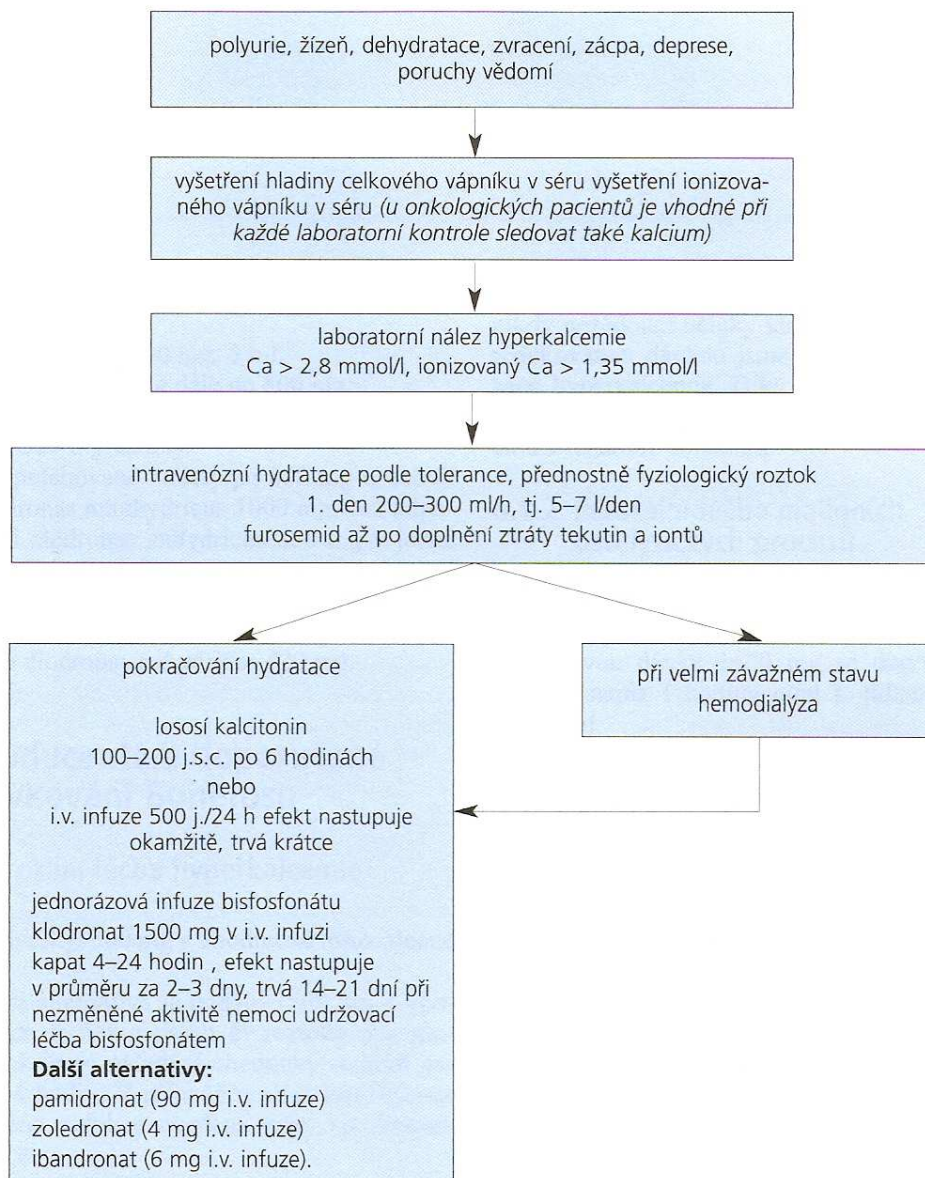 polyurie, žízeň, dehydratace, zvracení, zácpa, deprese,
poruchy vědomí
vyšetření hladiny celkového vápníku v séru vyšetření ionizova-
ného vápníku v séru (u onkologických pacientů je vhodné při
každé laboratorní kontrole sledovat také kalcium)
laboratorní nález hyperkalcemie
Ca > 2,8 mmol/l, ionizovaný Ca > 1,35 mmol/l
intravenózní hydratace podle tolerance, přednostně fyziologický roztok
1. den 200–300 ml/h, tj. 5–7 l/den
furosemid až po doplnění ztráty tekutin a iontů
pokračování hydratace
lososí kalcitonin
100–200 j.s.c. po 6 hodinách
nebo
i.v. infuze 500 j./24 h efekt nastupuje
okamžitě, trvá krátce
jednorázová infuze bisfosfonátu
klodronat 1500 mg v i.v. infuzi
kapat 4–24 hodin , efekt nastupuje
v průměru za 2–3 dny, trvá 14–21 dní při
nezměněné aktivitě nemoci udržovací
léčba bisfosfonátem
Další alternativy:
pamidronat (90 mg i.v. infuze)
zoledronat (4 mg i.v. infuze)
ibandronat (6 mg i.v. infuze).
při velmi závažném stavu
hemodialýza